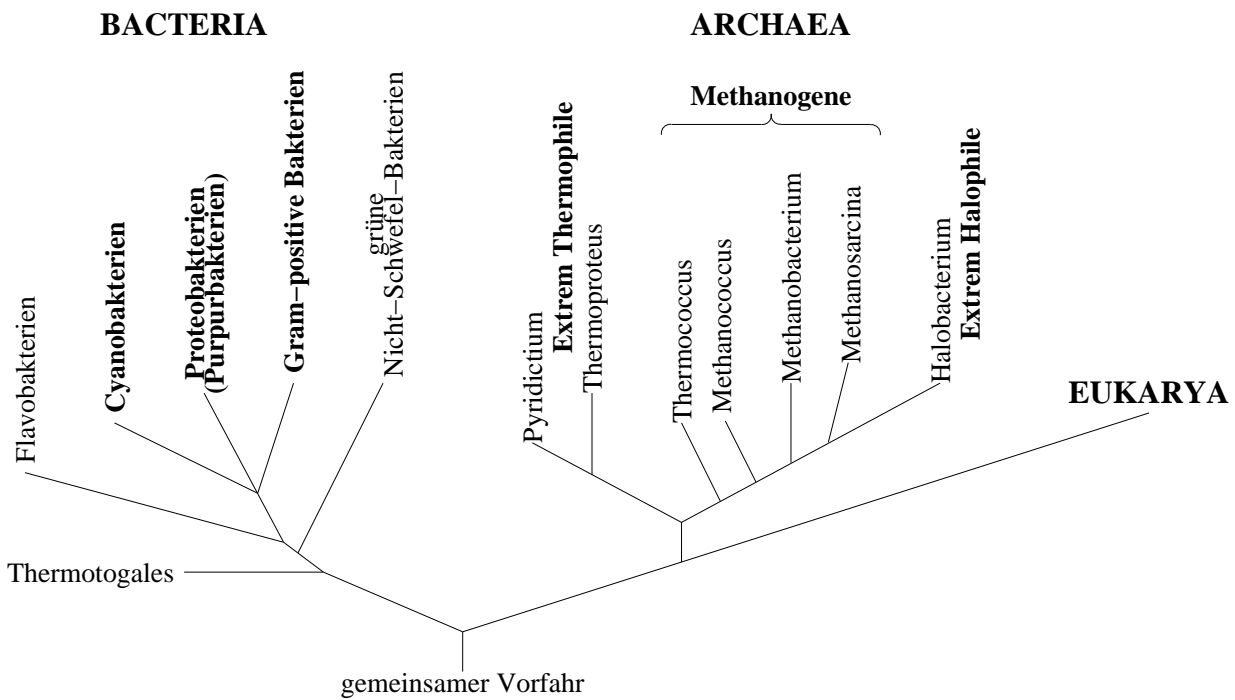 BACTERIA
ARCHAEA
Methanogene
Flavobakterien
Cyanobakterien
Proteobakterien
(Purpurbakterien)
Gram−positive Bakterien
grüne
Nicht−Schwefel−Bakterien
Pyridictium
Extrem Thermophile
Thermoproteus
Thermococcus
Methanococcus
Methanobacterium
Methanosarcina
Halobacterium
Extrem Halophile
EUKARYA
Thermotogales
gemeinsamer Vorfahr